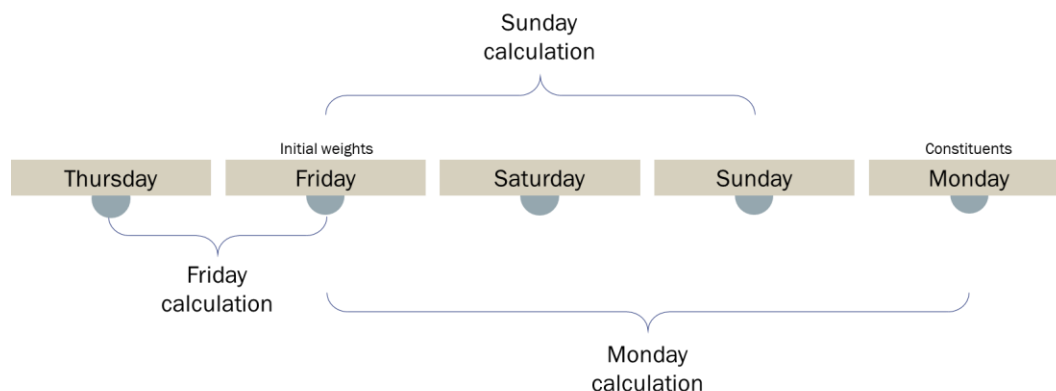 Sunday
calculation
Initial weights
Constituents
Thursday
Friday
Saturday
Sunday
Monday
Friday
calculation
Monday
calculation